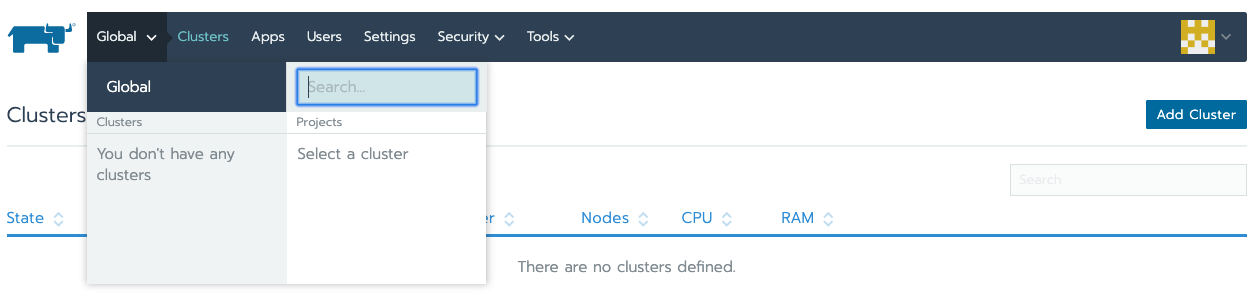 Global Clusters Apps Users Settings Security Tools
Global Search...
Clusters Add Cluster
Clusters Projects
You don't have any Select a cluster
clusters
Search
State er Nodes CPU RAM
There are no clusters defined.